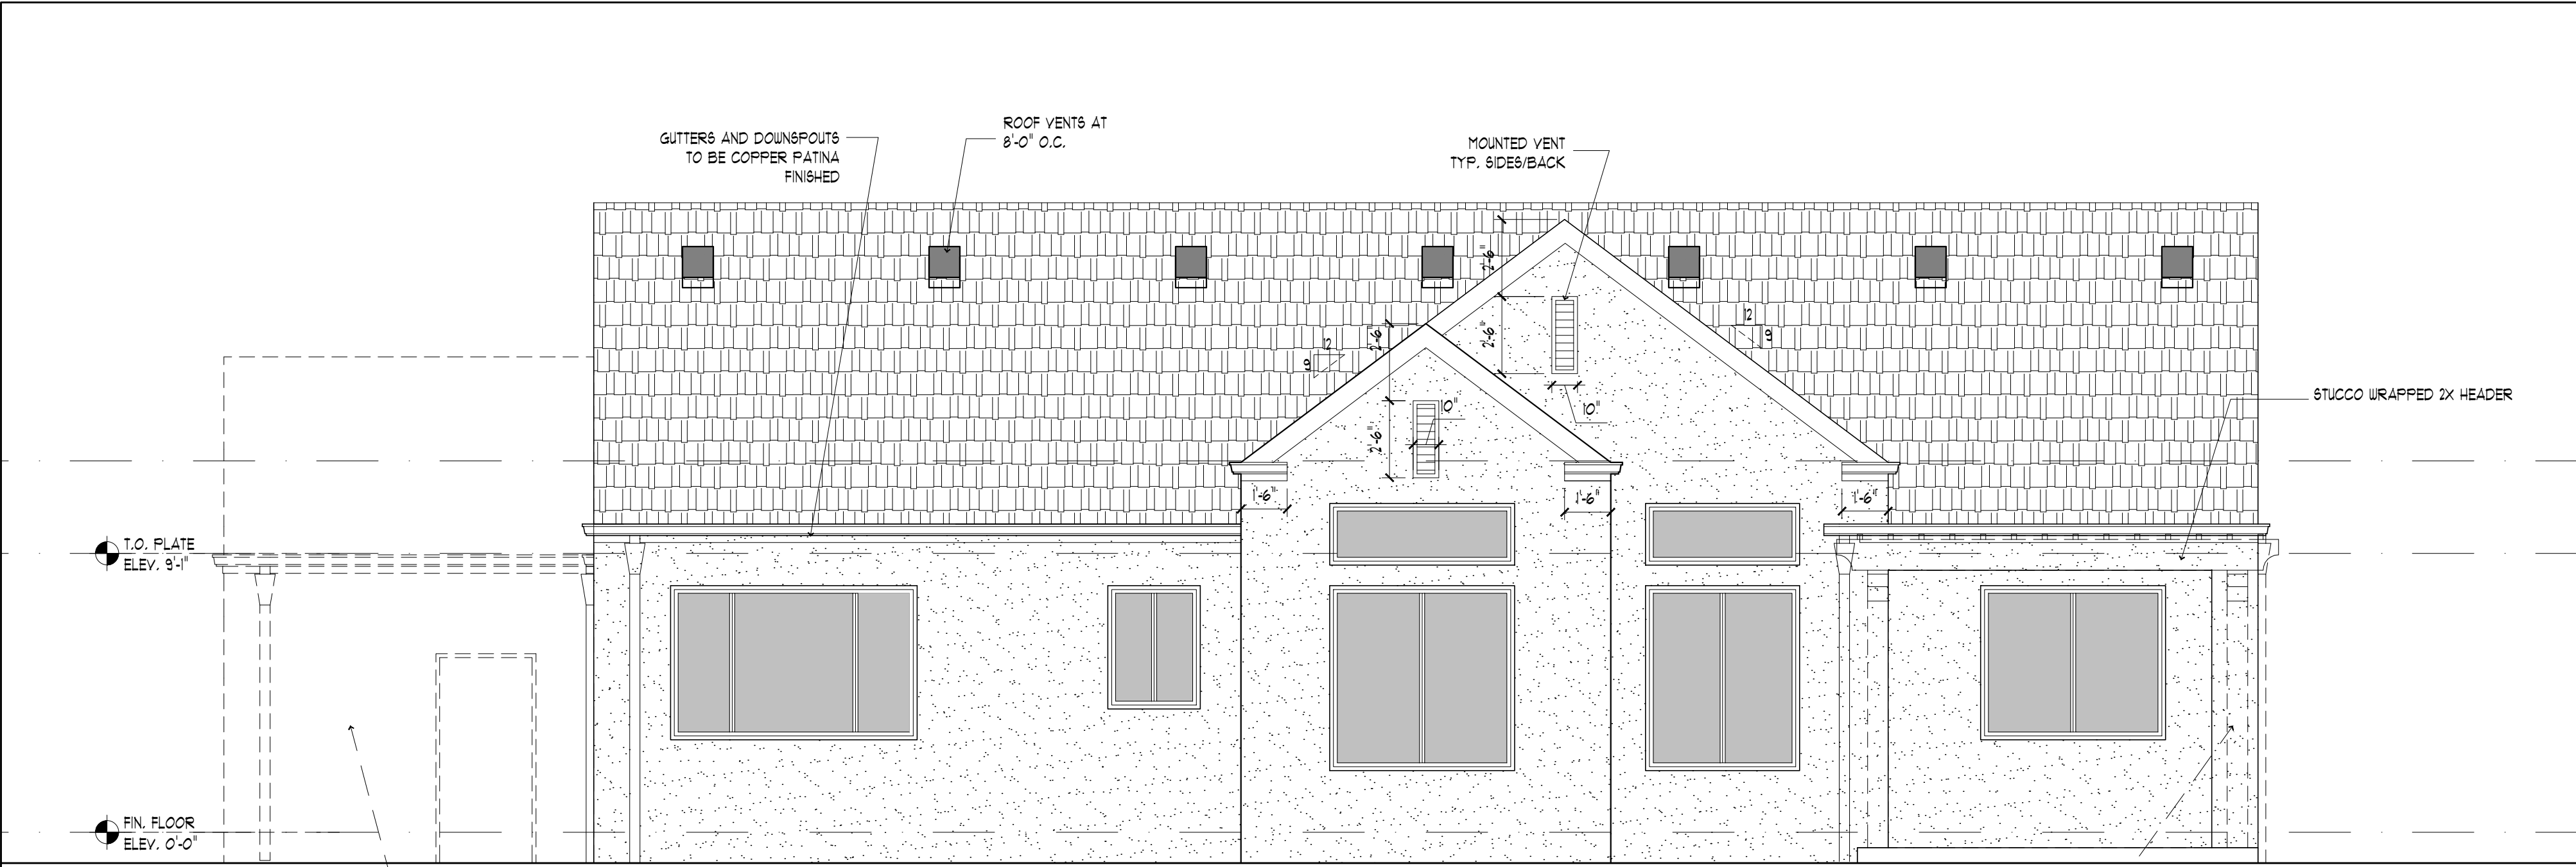 GUTTERS AND DOWNSPOUTS
TO BE COPPER PATINA
FINISHED
ROOF VENTS AT
8'-0" O.C.
MOUNTED VENT
TYP. SIDES/BACK
2'-6"
2'-6"
12
9
10"
2'-6"
12
9
10"
2'-6"
STUCCO WRAPPED 2X HEADER
1'-6"
1'-6"
1'-6"
T.O. PLATE
ELEV. 9'-1"
FIN. FLOOR
ELEV. 0'-0"